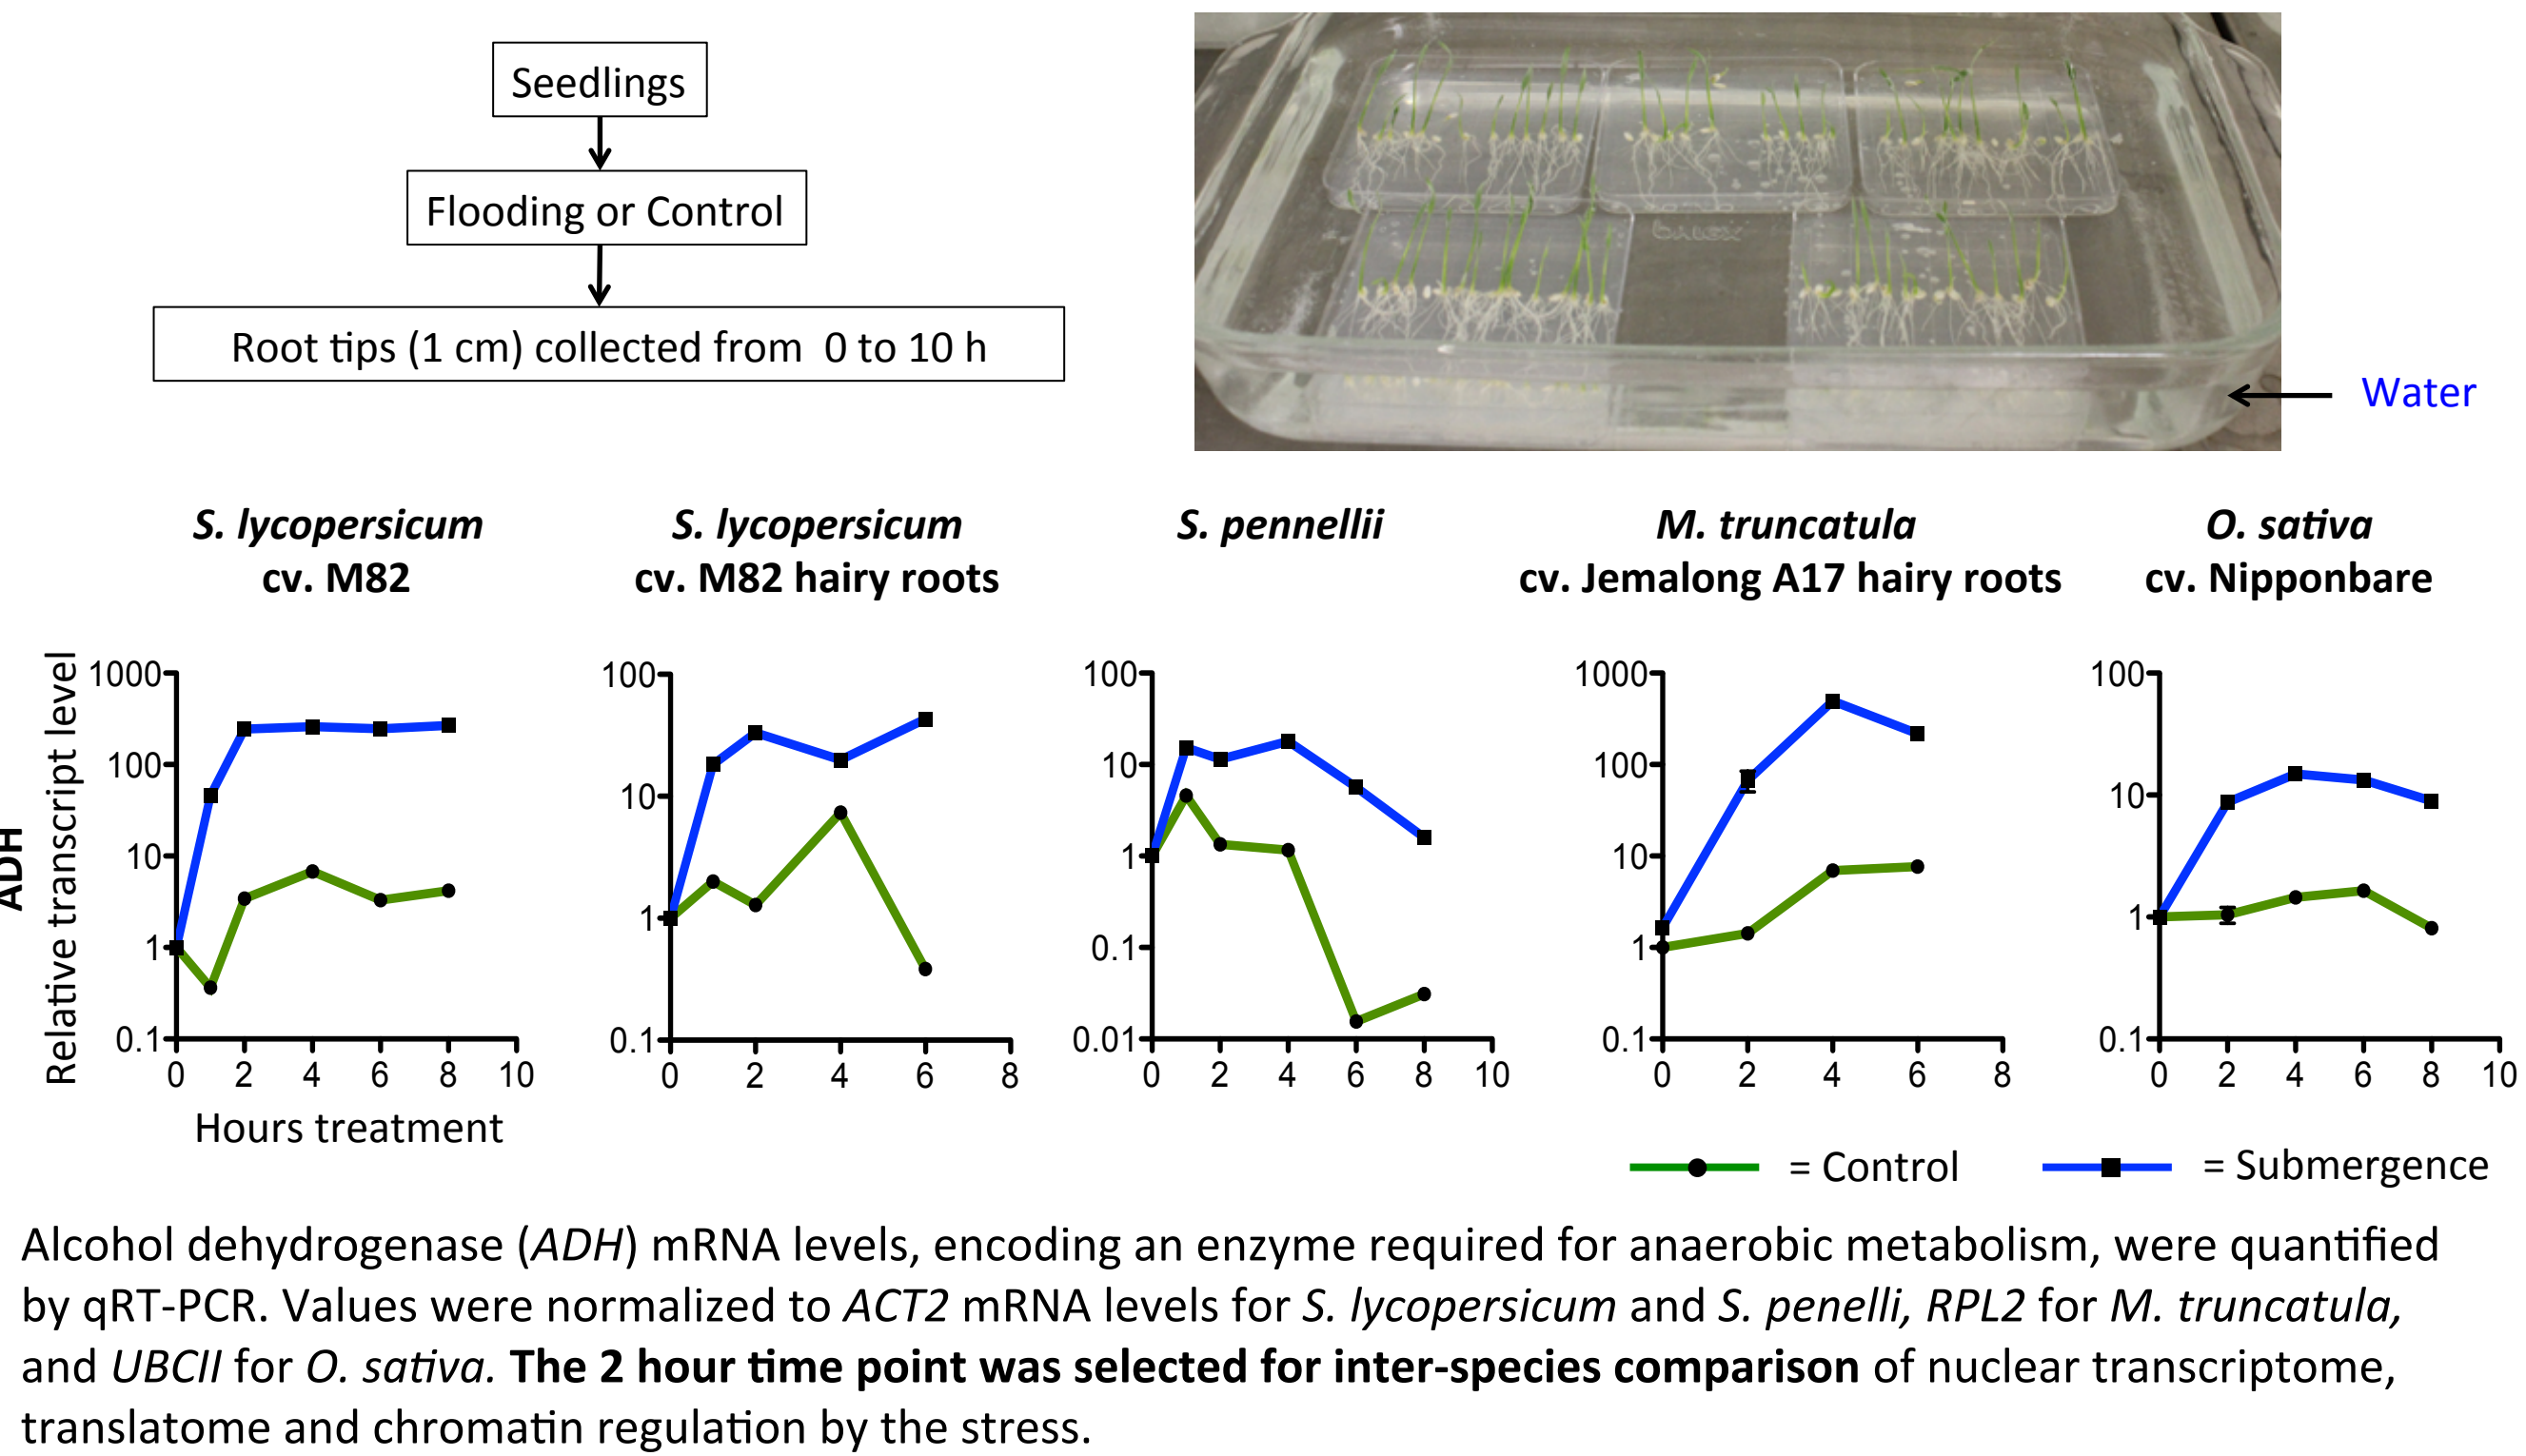 Seedlings
Flooding or Control
Root tips (1 cm) collected from 0 to 10 h
Water
S. lycopersicum
cv. M82
S. lycopersicum
cv. M82 hairy roots
S. pennellii
M. truncatula
cv. Jemalong A17 hairy roots
O. sativa
cv. Nipponbare
ADH
Relative transcript level
1000
100
10
1
0.1
0 2 4 6 8 10
Hours treatment
100
10
1
0.1
0 2 4 6 8
100
10
1
0.1
0.01
0 2 4 6 8 10
1000
100
10
1
0.1
0 2 4 6 8
100
10
1
0.1
0 2 4 6 8 10
= Control
= Submergence
Alcohol dehydrogenase (ADH) mRNA levels, encoding an enzyme required for anaerobic metabolism, were quantified
by qRT-PCR. Values were normalized to ACT2 mRNA levels for S. lycopersicum and S. penelli, RPL2 for M. truncatula,
and UBCII for O. sativa. The 2 hour time point was selected for inter-species comparison of nuclear transcriptome,
translatome and chromatin regulation by the stress.